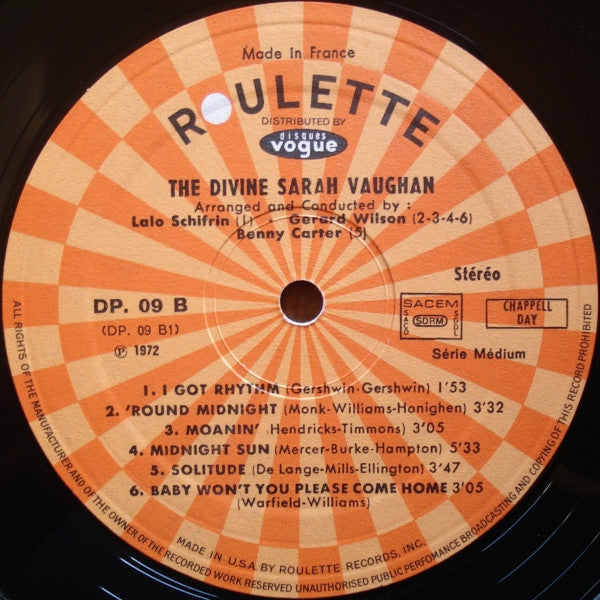 Made in France
ROULETTE
DISTRIBUTED BY
disques
vogue
THE DIVINE SARAH VAUGHAN
Arranged and Conducted by :
Lalo Schifrin (1) - Gerard Wilson (2-3-4-6)
Benny Carter (5)
Stéréo
DP. 09 B
(DP. 09 B1)
℗ 1972
SACEM
SACD
SDRM
SGDL
CHAPPELL
DAY
Série Médium
1. I GOT RHYTHM (Gershwin-Gershwin) 1'53
2. 'ROUND MIDNIGHT (Monk-Williams-Honighen) 3'32
3. MOANIN' (Hendricks-Timmons) 3'05
4. MIDNIGHT SUN (Mercer-Burke-Hampton) 5'33
5. SOLITUDE (De Lange-Mills-Ellington) 3'47
6. BABY WON'T YOU PLEASE COME HOME 3'05
(Warfield-Williams)
MADE IN U.S.A. BY ROULETTE RECORDS, INC.
ALL RIGHTS OF THE MANUFACTURER AND OF THE OWNER OF THE RECORDED WORK RESERVED UNAUTHORISED PUBLIC PERFOMANCE BROADCASTING AND COPYING OF THIS RECORD PROHIBITED